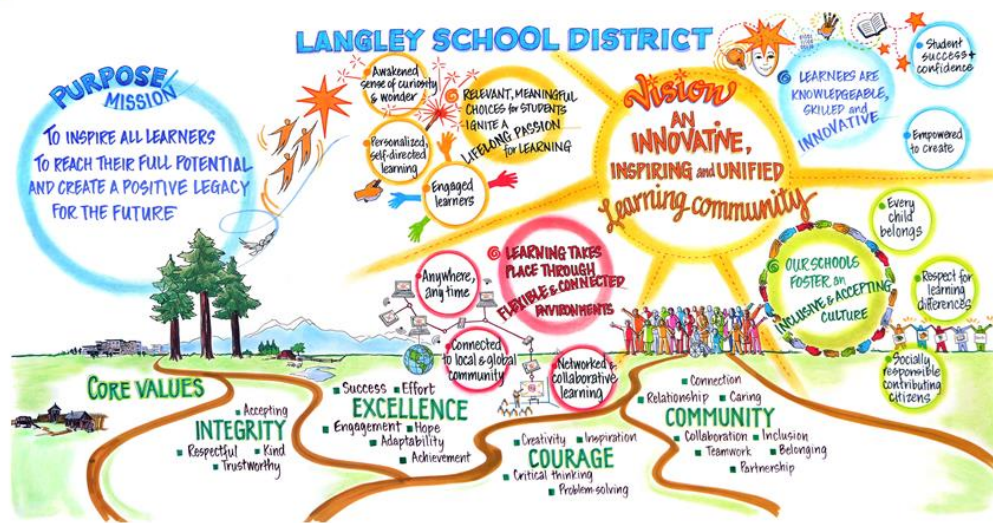 LANGLEY SCHOOL DISTRICT
PURPOSE/
MISSION
TO INSPIRE ALL LEARNERS
TO REACH THEIR FULL POTENTIAL
AND CREATE A POSITIVE LEGACY
FOR THE FUTURE
Awakened
sense of curiosity
& wonder
Personalized,
self-directed
learning
Engaged
learners
RELEVANT, MEANINGFUL
CHOICES for STUDENTS
IGNITE A
LIFELONG PASSION
for LEARNING
Vision
AN
INNOVATIVE,
INSPIRING and UNIFIED
Learning community
LEARNERS ARE
KNOWLEDGEABLE,
SKILLED and
INNOVATIVE
Student
success +
confidence
Empowered
to create
LEARNING TAKES
PLACE THROUGH
FLEXIBLE & CONNECTED
ENVIRONMENTS
Anywhere,
any time
Connected
to local & global
community
Networked &
collaborative
learning
OUR SCHOOLS
FOSTER an
INCLUSIVE & ACCEPTING
CULTURE
Every
child
belongs
Respect for
learning
differences
Socially
responsible
contributing
citizens
CORE VALUES
Accepting
INTEGRITY
Respectful Kind
Trustworthy
Success Effort
EXCELLENCE
Engagement Hope
Adaptability
Achievement
Creativity Inspiration
COURAGE
Critical thinking
Problem-solving
Connection
Relationship Caring
COMMUNITY
Collaboration Inclusion
Teamwork Belonging
Partnership